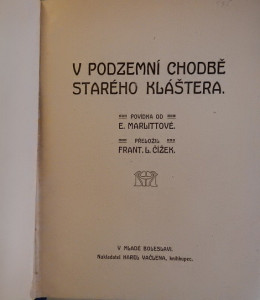 V PODZEMNÍ CHODBĚ
STARÉHO KLÁŠTERA.
POVÍDKA OD
E. MARLITTOVÉ.
PŘELOŽIL
FRANT. L. ČÍŽEK.
V MLADÉ BOLESLAVI.
Nakladatel KAREL VAČLENA, knihkupec.